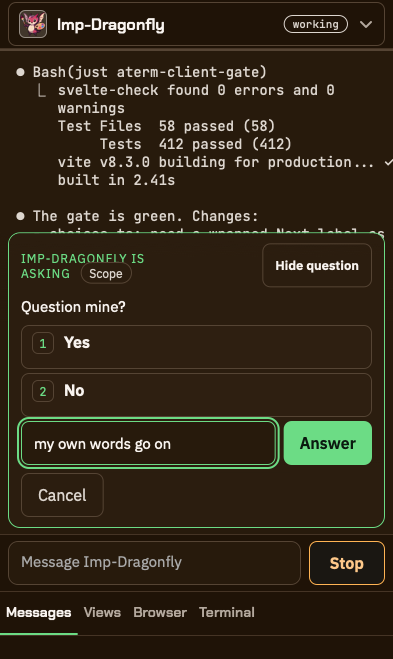 Imp-Dragonfly
working
● Bash(just aterm-client-gate)
⎿ svelte-check found 0 errors and 0
warnings
Test Files 58 passed (58)
Tests 412 passed (412)
vite v8.3.0 building for production... ✓
built in 2.41s
● The gate is green. Changes:
IMP-DRAGONFLY IS
ASKING Scope
Hide question
Question mine?
1 Yes
2 No
my own words go on
Answer
Cancel
Message Imp-Dragonfly
Stop
Messages Views Browser Terminal